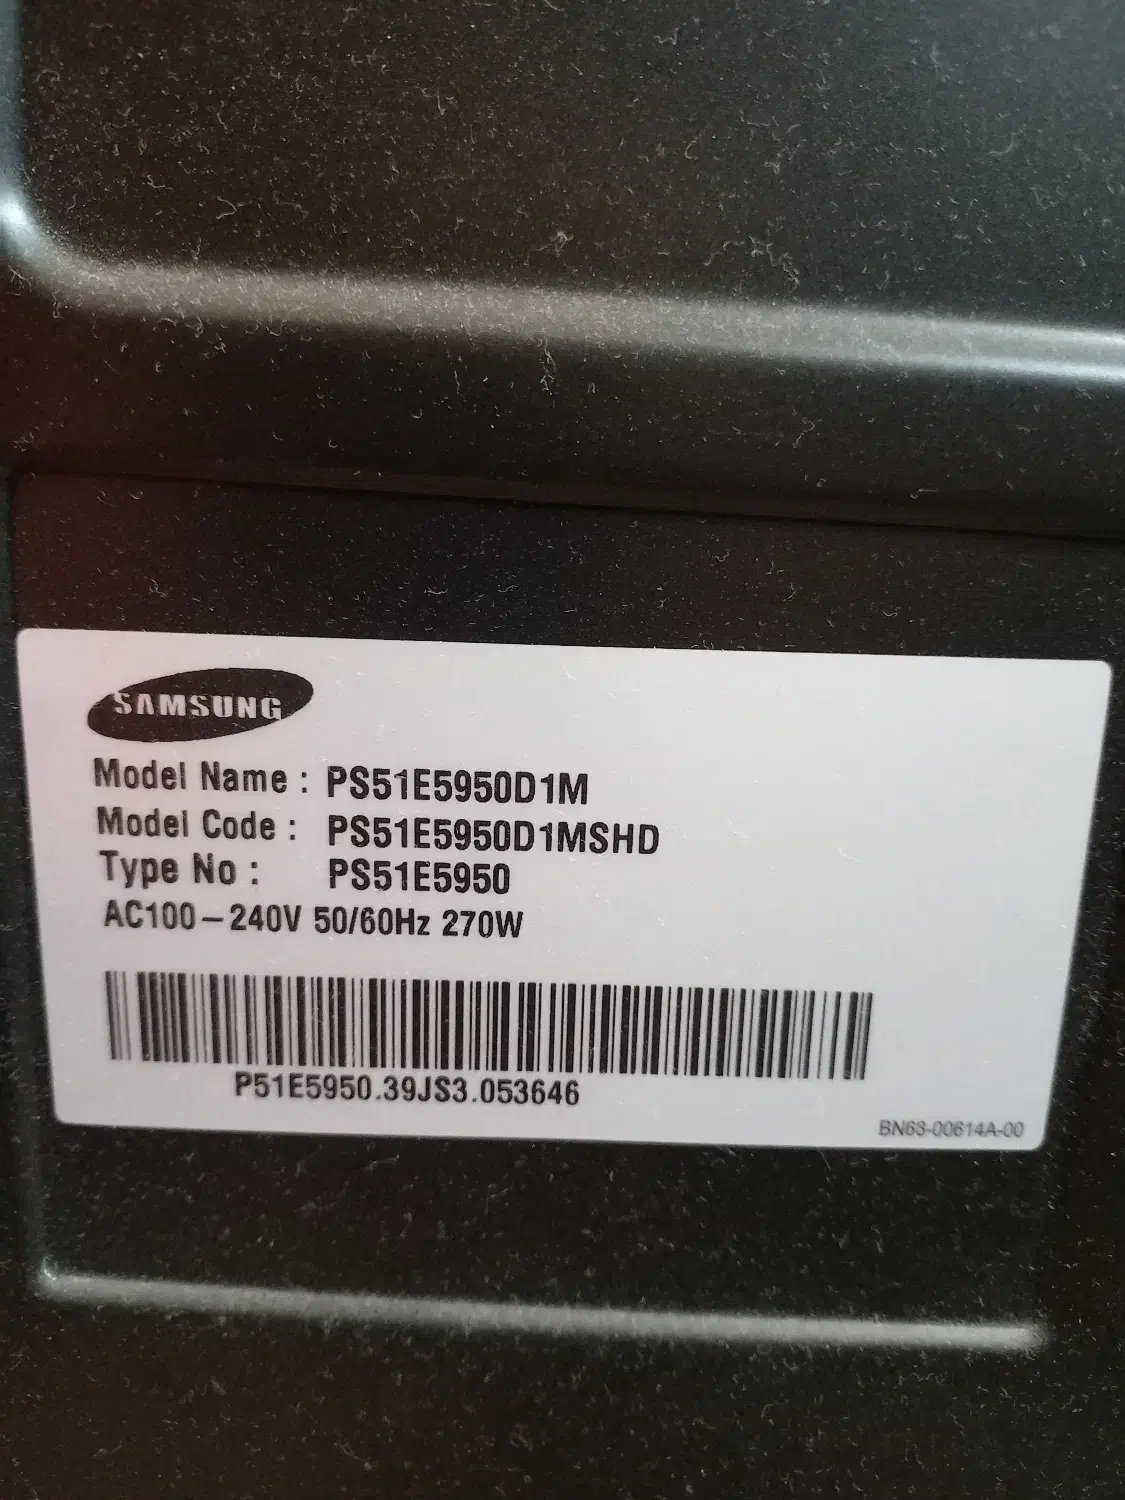 SAMSUNG
Model Name : PS51E5950D1M
Model Code : PS51E5950D1MSHD
Type No : PS51E5950
AC100-240V 50/60Hz 270W
P51E5950.39JS3.053646
BN68-00614A-00